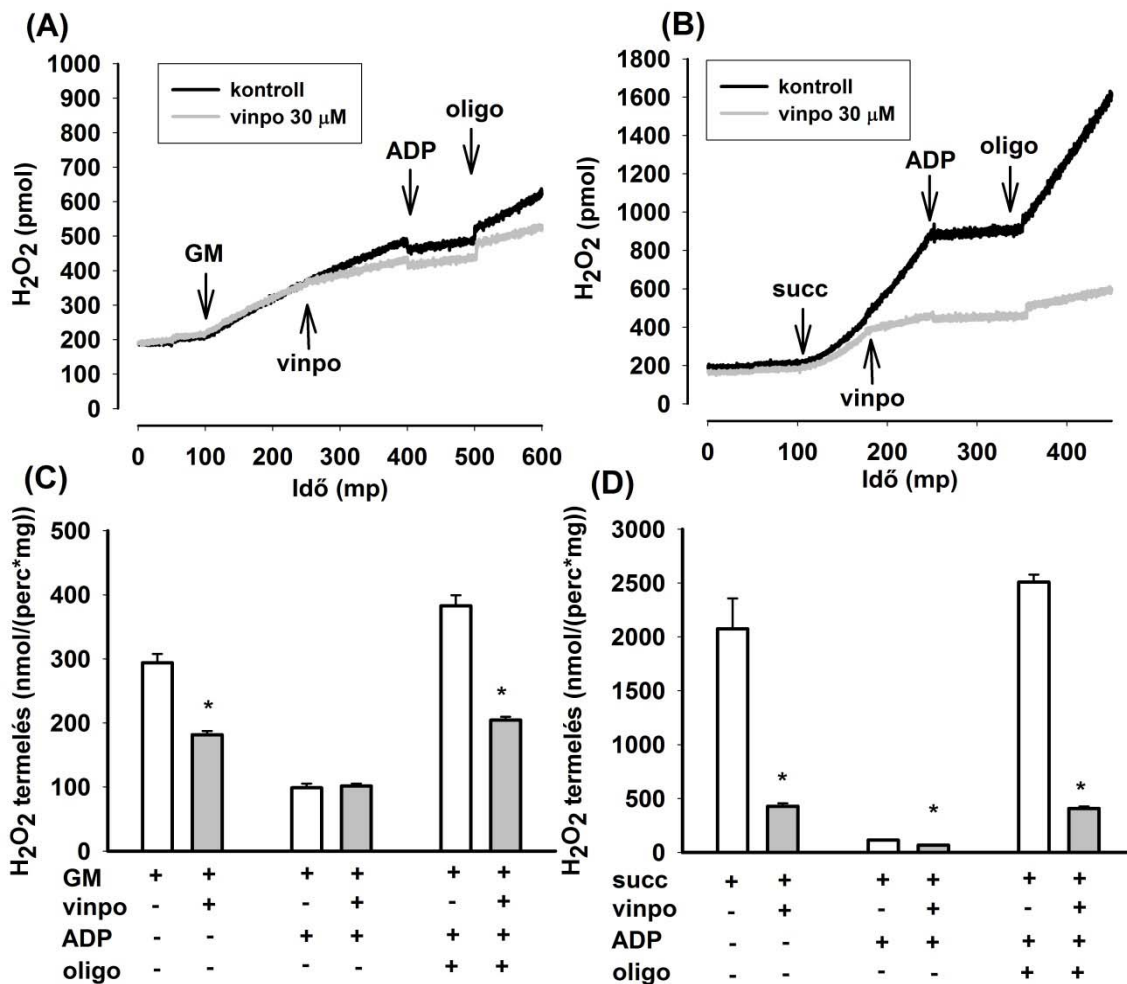 (A)
1000
900
800
700
600
500
400
300
200
100
0
H2O2 (pmol)
kontroll
vinpo 30 μM
GM
vinpo
ADP
oligo
0 100 200 300 400 500 600
Idő (mp)
(B)
1800
1600
1400
1200
1000
800
600
400
200
0
H2O2 (pmol)
kontroll
vinpo 30 μM
succ
vinpo
ADP
oligo
0 100 200 300 400
Idő (mp)
(C)
500
400
300
200
100
0
H2O2 termelés (nmol/(perc*mg))
* *
GM + + + + + +
vinpo - + - + - +
ADP - - + + + +
oligo - - - - + +
(D)
3000
2500
2000
1500
1000
500
0
H2O2 termelés (nmol/(perc*mg))
* * *
succ + + + + + +
vinpo - + - + - +
ADP - - + + + +
oligo - - - - + +